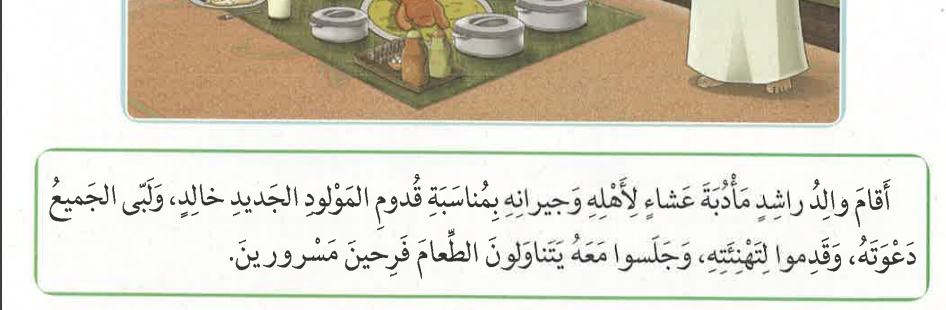 أَقامَ والِدُ راشِدٍ مَأْدُبَةَ عَشاءٍ لِأَهْلِهِ وَجيرانِهِ بِمُناسَبَةِ قُدومِ المَوْلودِ الجَديدِ خالِدٍ، وَلَبّى الجَميعُ
دَعْوَتَهُ، وَقَدِموا لِتَهْنِئَتِهِ، وَجَلَسوا مَعَهُ يَتَناوَلونَ الطَّعامَ فَرِحينَ مَسْرورينَ.